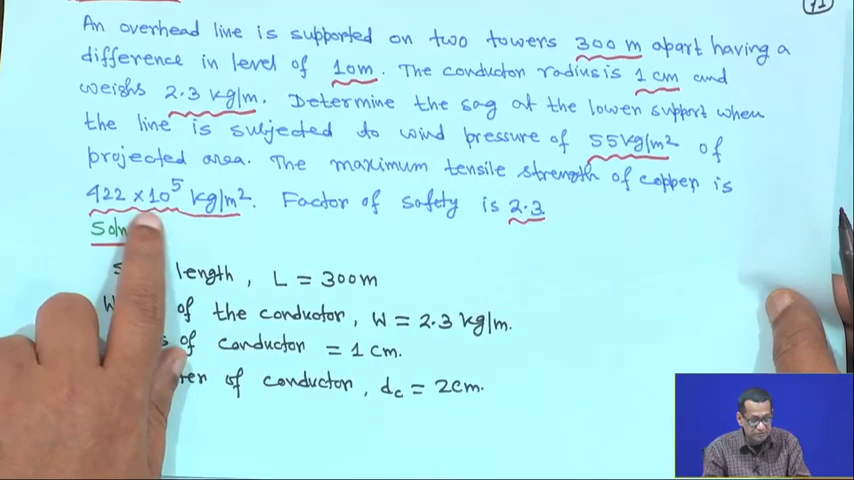 71
An overhead line is supported on two towers 300 m apart having a
difference in level of 10m. The conductor radius is 1 cm and
weighs 2.3 kg/m. Determine the sag at the lower support when
the line is subjected to wind pressure of 55kg/m² of
projected area. The maximum tensile strength of copper is
422 × 10⁵ kg/m². Factor of safety is 2.3
Soln
length, L = 300m
of the conductor, W = 2.3 kg/m.
of conductor = 1 cm.
of conductor, dc = 2cm.